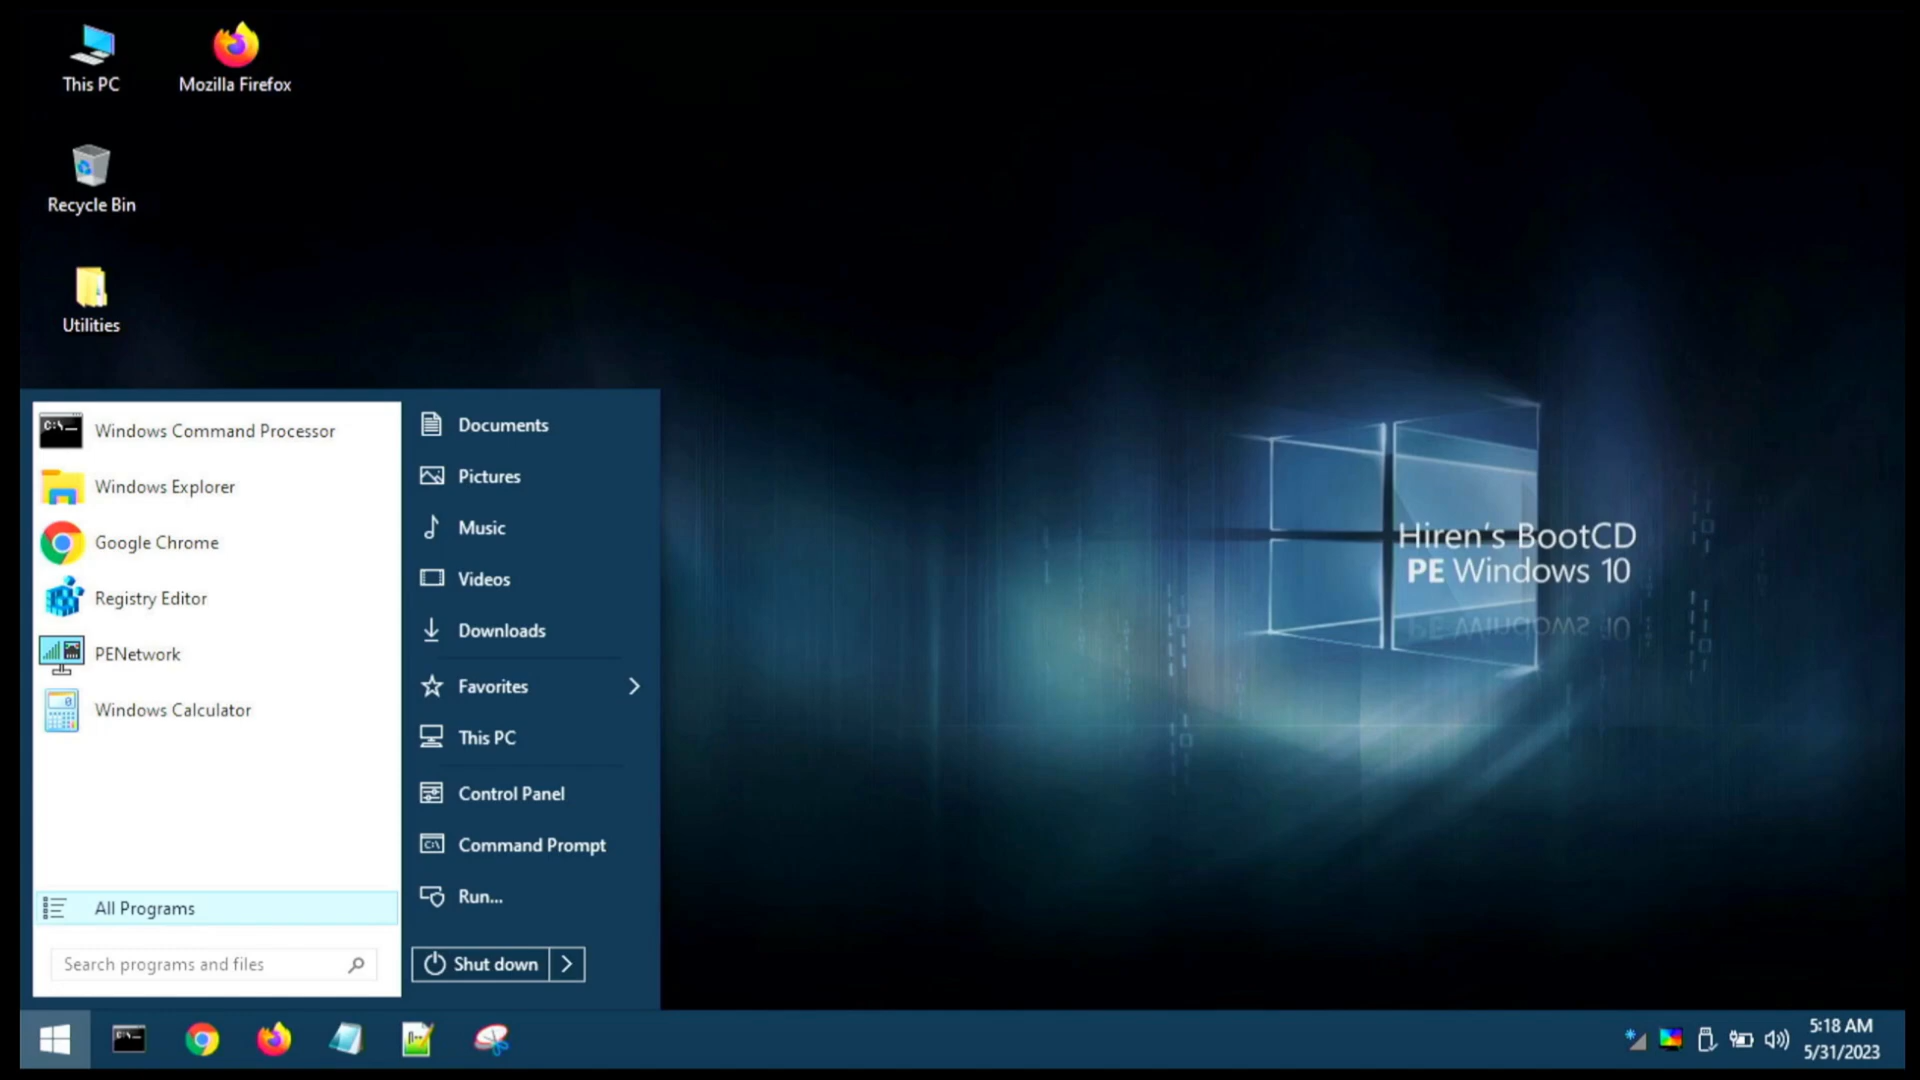 This PC
Mozilla Firefox
Recycle Bin
Utilities
Windows Command Processor
Windows Explorer
Google Chrome
Registry Editor
PENetwork
Windows Calculator
All Programs
Search programs and files
Documents
Pictures
Music
Videos
Downloads
Favorites
This PC
Control Panel
Command Prompt
Run...
Shut down
Hiren's BootCD
PE Windows 10
5:18 AM
5/31/2023